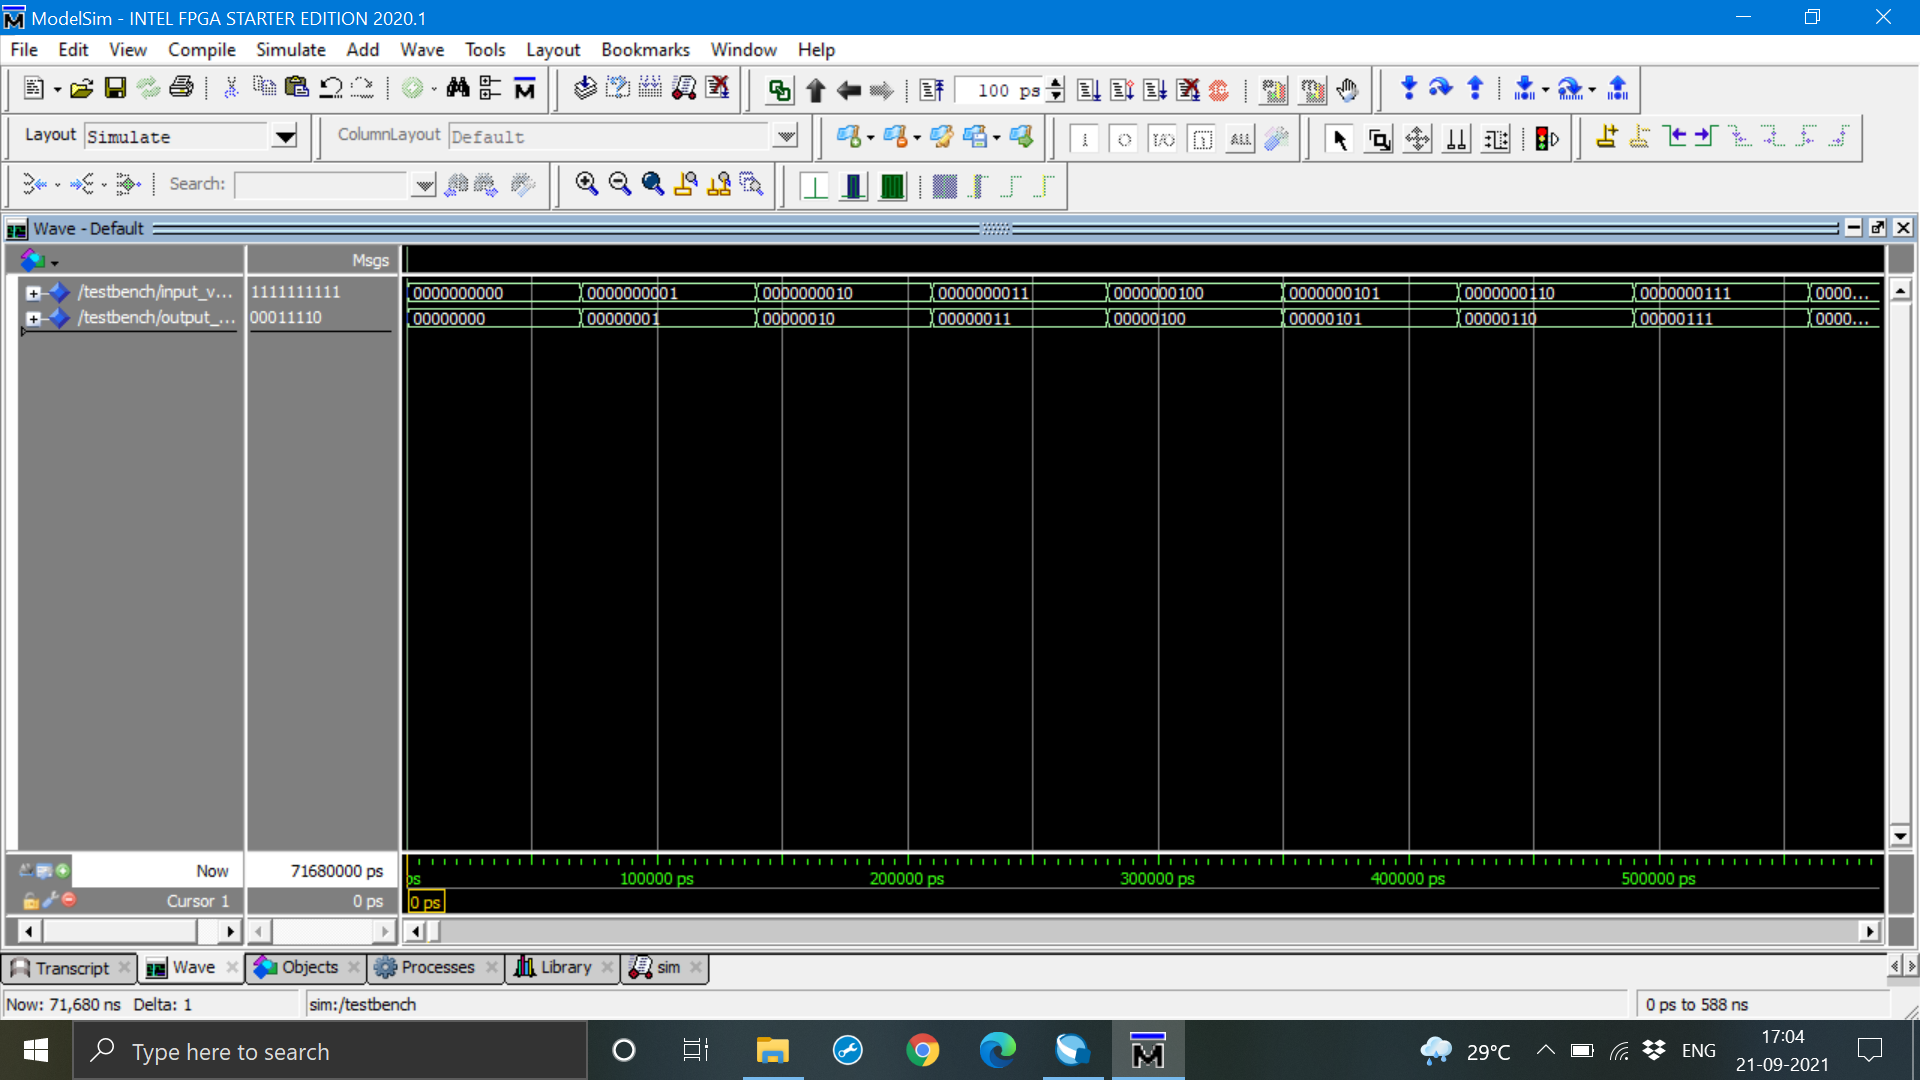 ModelSim - INTEL FPGA STARTER EDITION 2020.1
File Edit View Compile Simulate Add Wave Tools Layout Bookmarks Window Help
100 ps
Layout Simulate ColumnLayout Default
ALL
Search:
Wave - Default
Msgs
/testbench/input_v... 1111111111 0000000000 0000000001 0000000010 0000000011 0000000100 0000000101 0000000110 0000000111 0000...
/testbench/output_... 00011110 00000000 00000001 00000010 00000011 00000100 00000101 00000110 00000111 0000...
Now 71680000 ps ps 100000 ps 200000 ps 300000 ps 400000 ps 500000 ps
Cursor 1 0 ps 0 ps
Transcript Wave Objects Processes Library sim
Now: 71,680 ns Delta: 1 sim:/testbench 0 ps to 588 ns
Type here to search 29°C ENG 17:04
21-09-2021